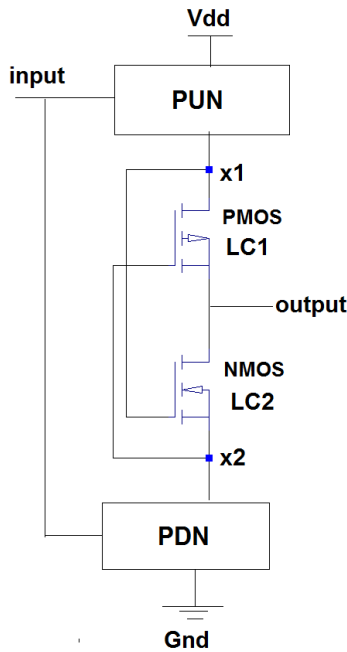 Vdd
input
PUN
x1
PMOS
LC1
output
NMOS
LC2
x2
PDN
Gnd